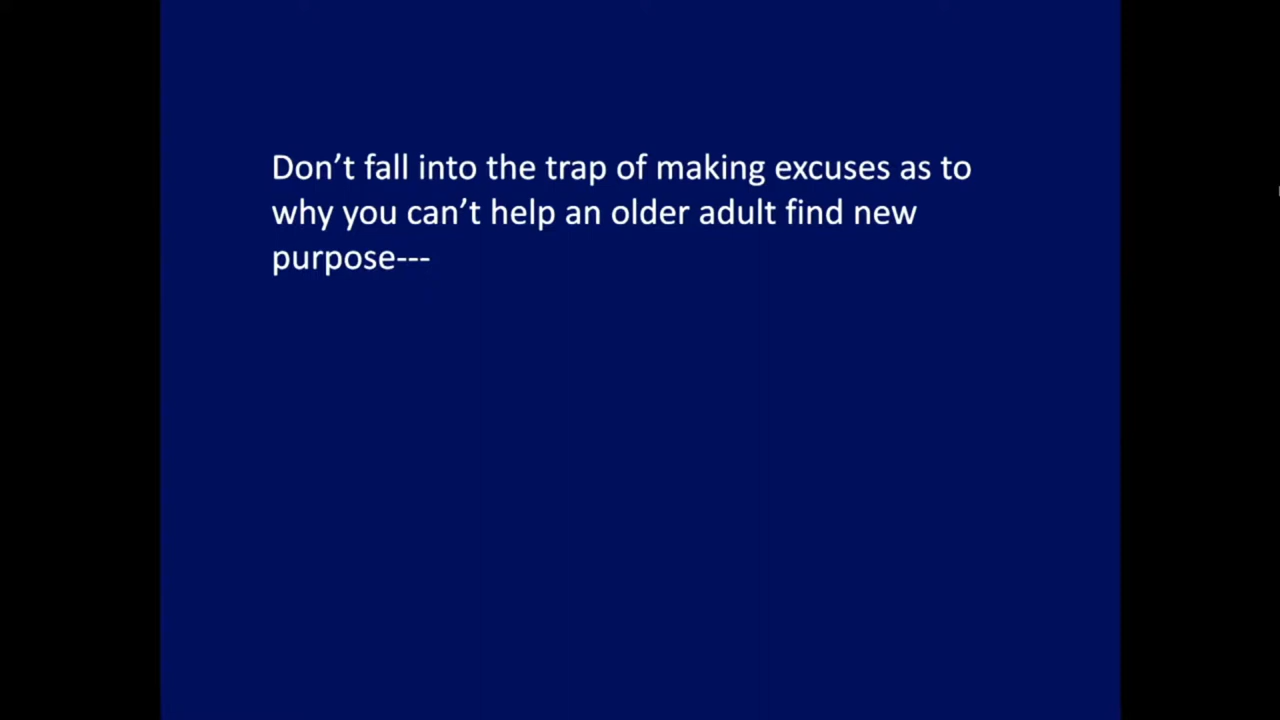 Don’t fall into the trap of making excuses as to
why you can’t help an older adult find new
purpose---